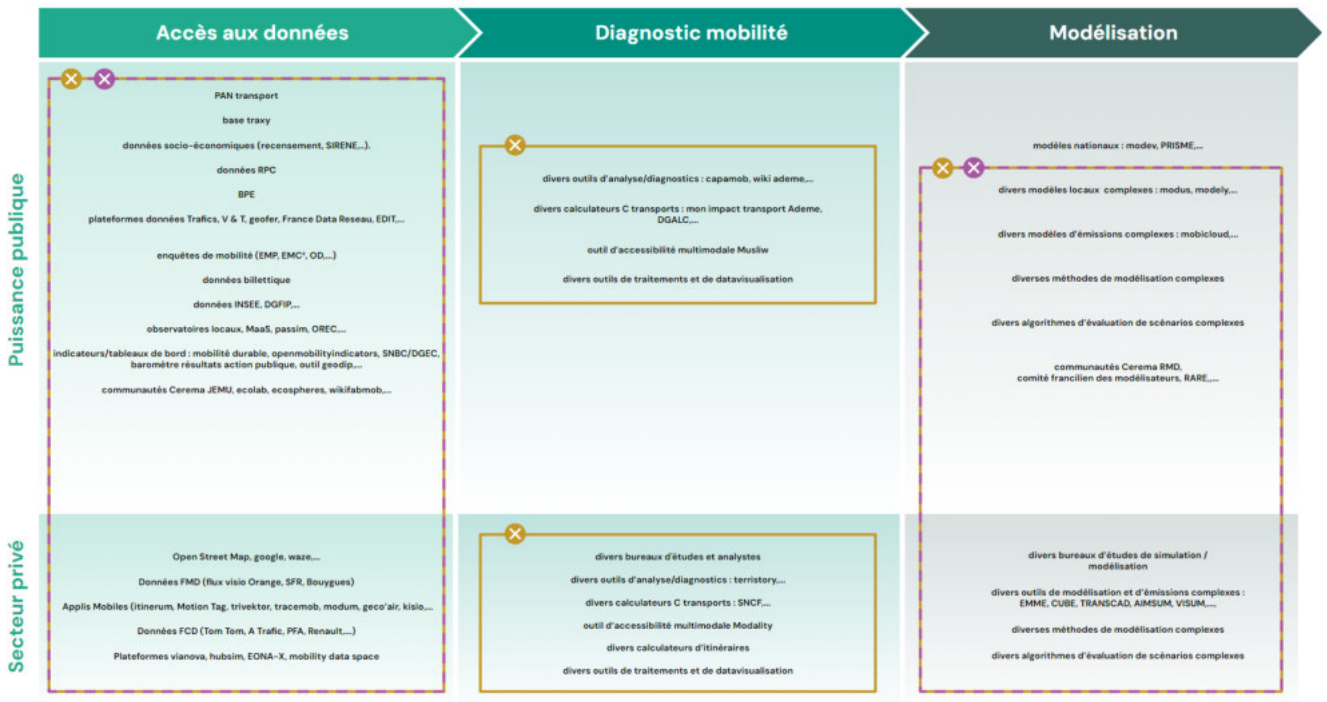 Accès aux données
Diagnostic mobilité
Modélisation
Puissance publique
PAN transport
base traxy
données socio-économiques (recensement, SIRENE,..).
données RPC
BPE
plateformes données Trafics, V & T, geofer, France Data Reseau, EDIT,...
enquêtes de mobilité (EMP, EMC², OD,...)
données billettique
données INSEE, DGFIP,...
observatoires locaux, MaaS, passim, OREC,...
indicateurs/tableaux de bord : mobilité durable, openmobilityindicators, SNBC/DGEC,
baromètre résultats action publique, outil geodip,...
communautés Cerema JEMU, ecolab, ecospheres, wikifabmob,...
divers outils d'analyse/diagnostics : capamob, wiki ademe,...
divers calculateurs C transports : mon impact transport Ademe,
DGALC,...
outil d'accessibilité multimodale Musliw
divers outils de traitements et de datavisualisation
modèles nationaux : modev, PRISME,...
divers modèles locaux complexes : modus, modely,...
divers modèles d'émissions complexes : mobicloud,...
diverses méthodes de modélisation complexes
divers algorithmes d'évaluation de scénarios complexes
communautés Cerema RMD,
comité francilien des modélisateurs, RARE,,...
Secteur privé
Open Street Map, google, waze,...
Données FMD (flux visio Orange, SFR, Bouygues)
Applis Mobiles (itinerum, Motion Tag, trivektor, tracemob, modum, geco'air, kisio,...
Données FCD (Tom Tom, A Trafic, PFA, Renault,...)
Plateformes vianova, hubsim, EONA-X, mobility data space
divers bureaux d'études et analystes
divers outils d'analyse/diagnostics : terristory,...
divers calculateurs C transports : SNCF,...
outil d'accessibilité multimodale Modality
divers calculateurs d'itinéraires
divers outils de traitements et de datavisualisation
divers bureaux d'études de simulation /
modélisation
divers outils de modélisation et d'émissions complexes :
EMME, CUBE, TRANSCAD, AIMSUM, VISUM,...,
diverses méthodes de modélisation complexes
divers algorithmes d'évaluation de scénarios complexes